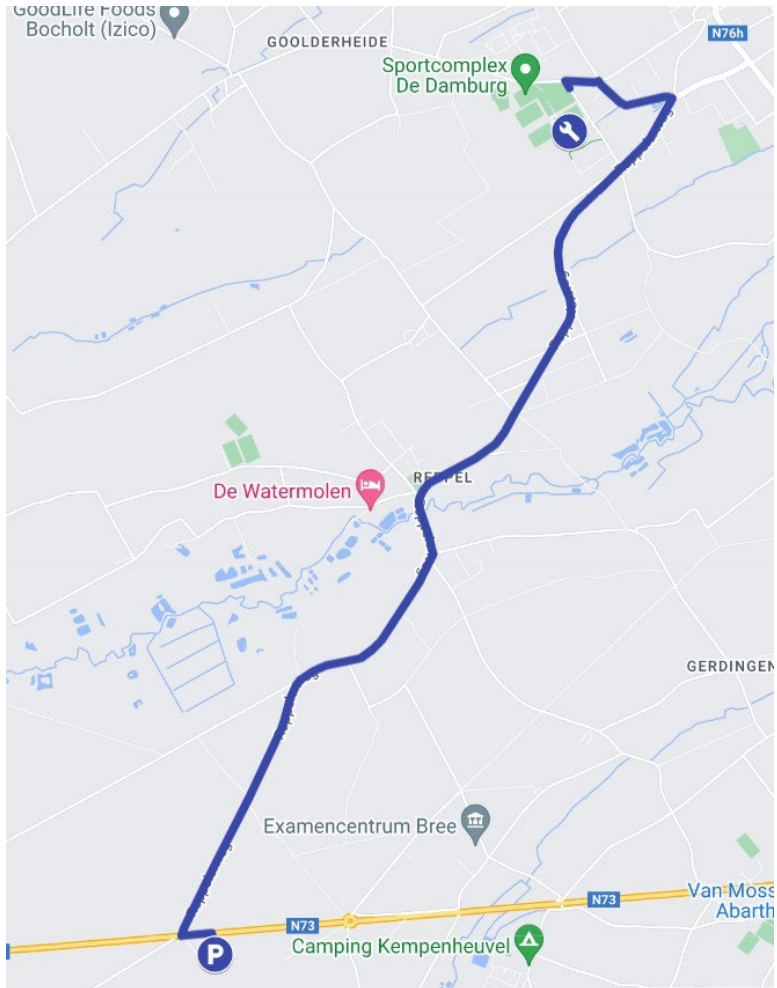 GoodLife Foods
Bocholt (Izico)
GOOLDERHEIDE
N76h
Sportcomplex
De Damburg
REPPEL
De Watermolen
GERDINGEN
Examencentrum Bree
Van Moss
Abarth
N73
N73
P
Camping Kempenheuvel